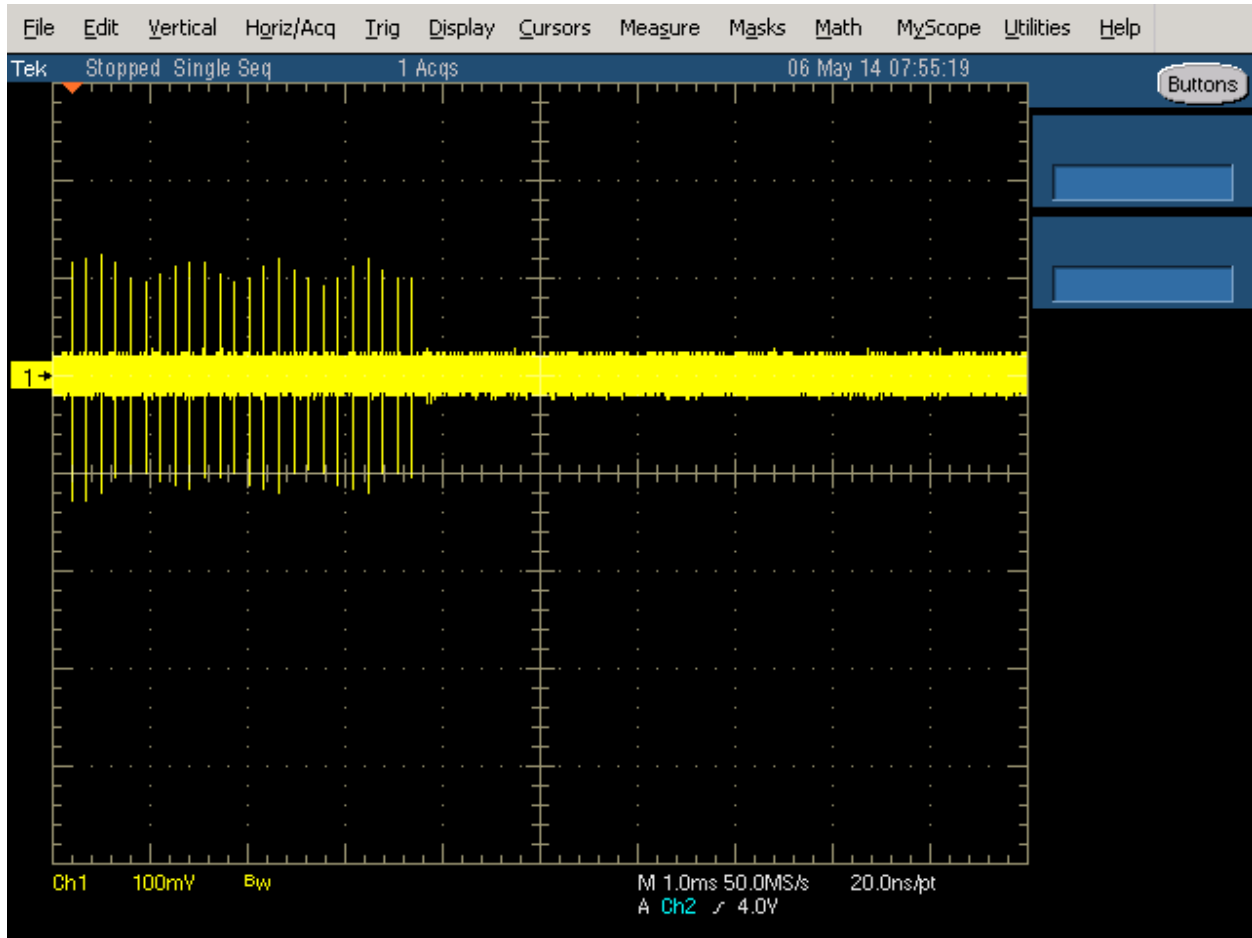 File Edit Vertical Horiz/Acq Trig Display Cursors Measure Masks Math MyScope Utilities Help
Tek Stopped Single Seq 1 Acqs 06 May 14 07:55:19
Buttons
1
Ch1 100mV Bw M 1.0ms 50.0MS/s 20.0ns/pt
A Ch2 4.0V